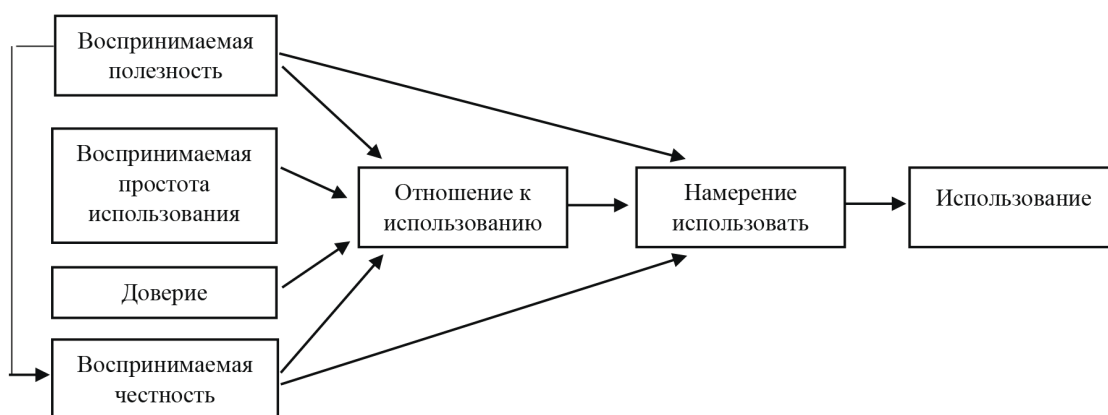 Воспринимаемая
полезность
Воспринимаемая
простота
использования
Отношение к
использованию
Намерение
использовать
Использование
Доверие
Воспринимаемая
честность